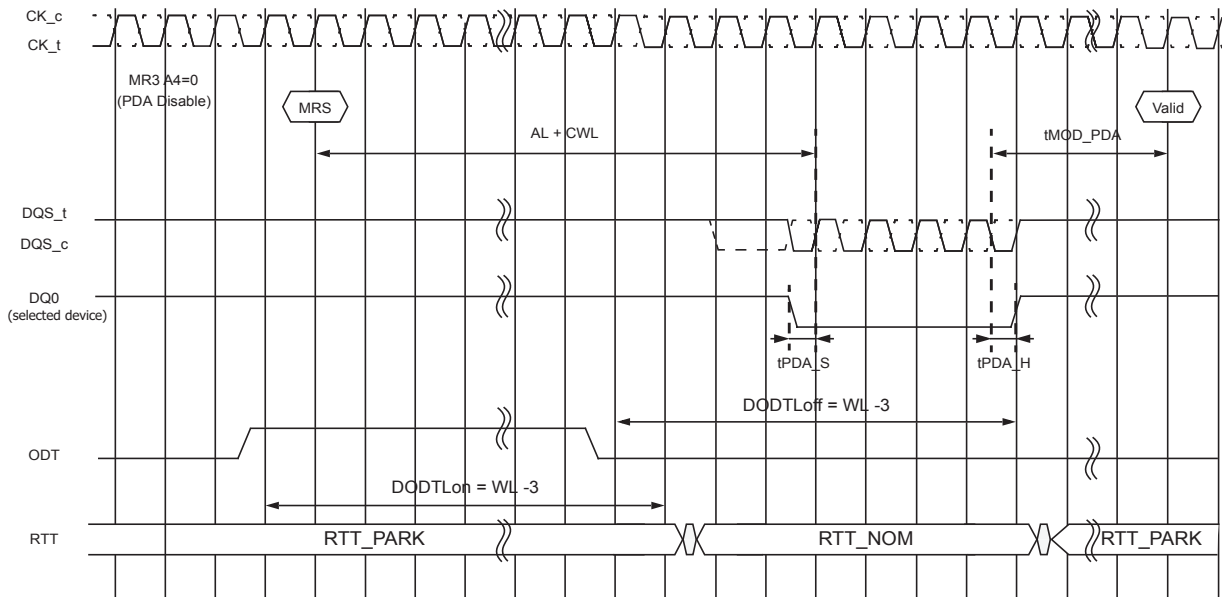 CK_c
CK_t
MR3 A4=0
(PDA Disable)
MRS
Valid
AL + CWL
tMOD_PDA
DQS_t
DQS_c
DQ0
(selected device)
tPDA_S
tPDA_H
DODTLoff = WL -3
ODT
DODTLon = WL -3
RTT
RTT_PARK
RTT_NOM
RTT_PARK